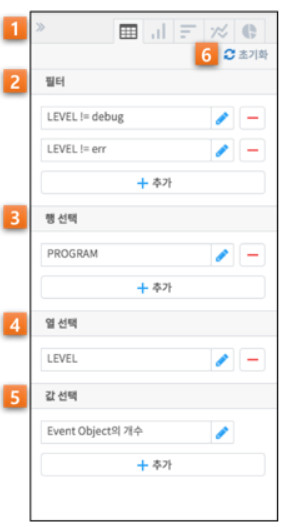 1
»
6 초기화
2 필터
LEVEL != debug
LEVEL != err
+ 추가
3 행 선택
PROGRAM
+ 추가
4 열 선택
LEVEL
5 값 선택
Event Object의 개수
+ 추가